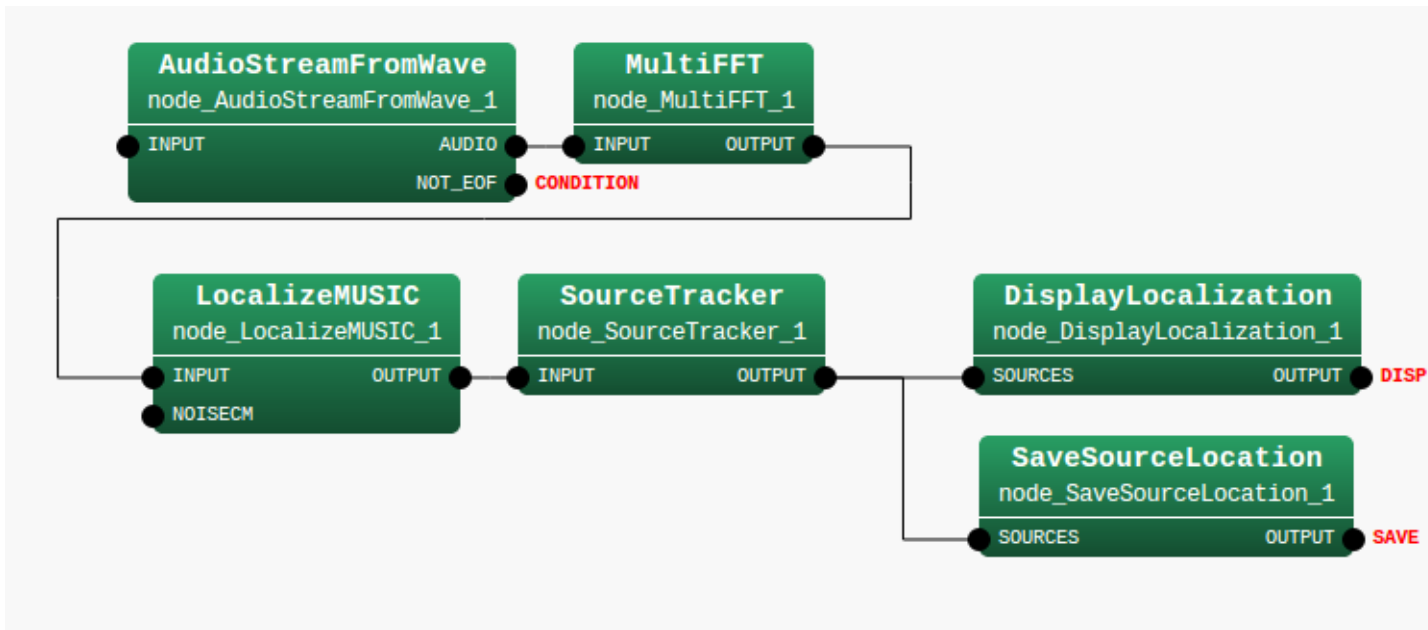 AudioStreamFromWave
node_AudioStreamFromWave_1
INPUT AUDIO
NOT_EOF CONDITION
MultiFFT
node_MultiFFT_1
INPUT OUTPUT
LocalizeMUSIC
node_LocalizeMUSIC_1
INPUT OUTPUT
NOISECM
SourceTracker
node_SourceTracker_1
INPUT OUTPUT
DisplayLocalization
node_DisplayLocalization_1
SOURCES OUTPUT DISP
SaveSourceLocation
node_SaveSourceLocation_1
SOURCES OUTPUT SAVE